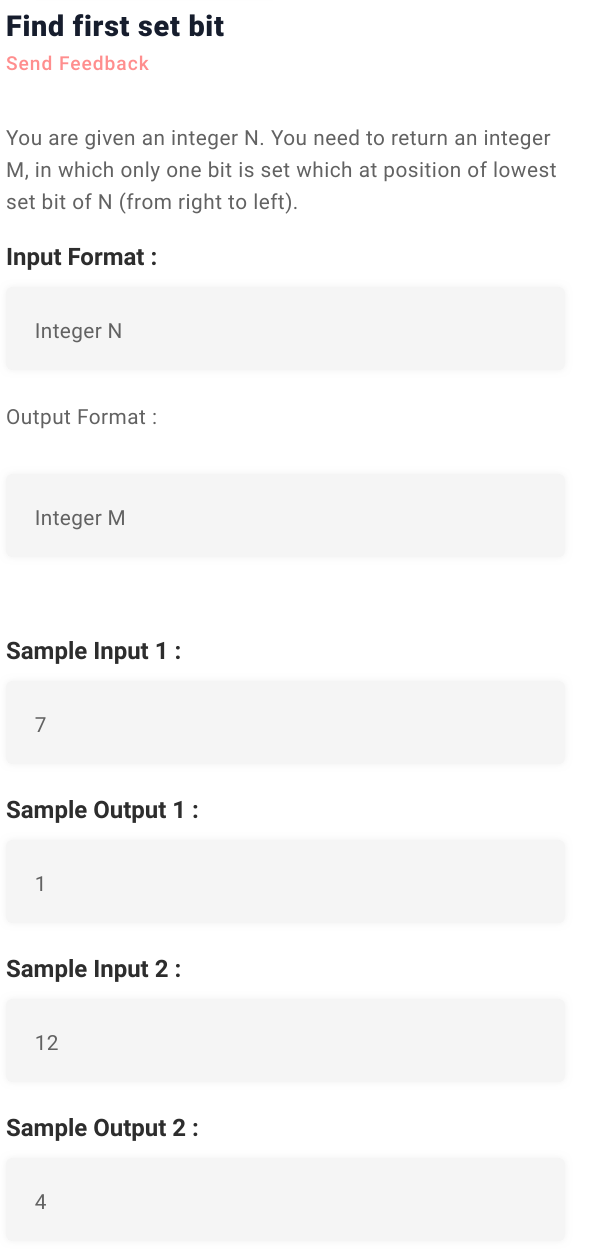 Find first set bit
Send Feedback
You are given an integer N. You need to return an integer
M, in which only one bit is set which at position of lowest
set bit of N (from right to left).
Input Format :
Integer N
Output Format :
Integer M
Sample Input 1 :
7
Sample Output 1 :
1
Sample Input 2 :
12
Sample Output 2 :
4